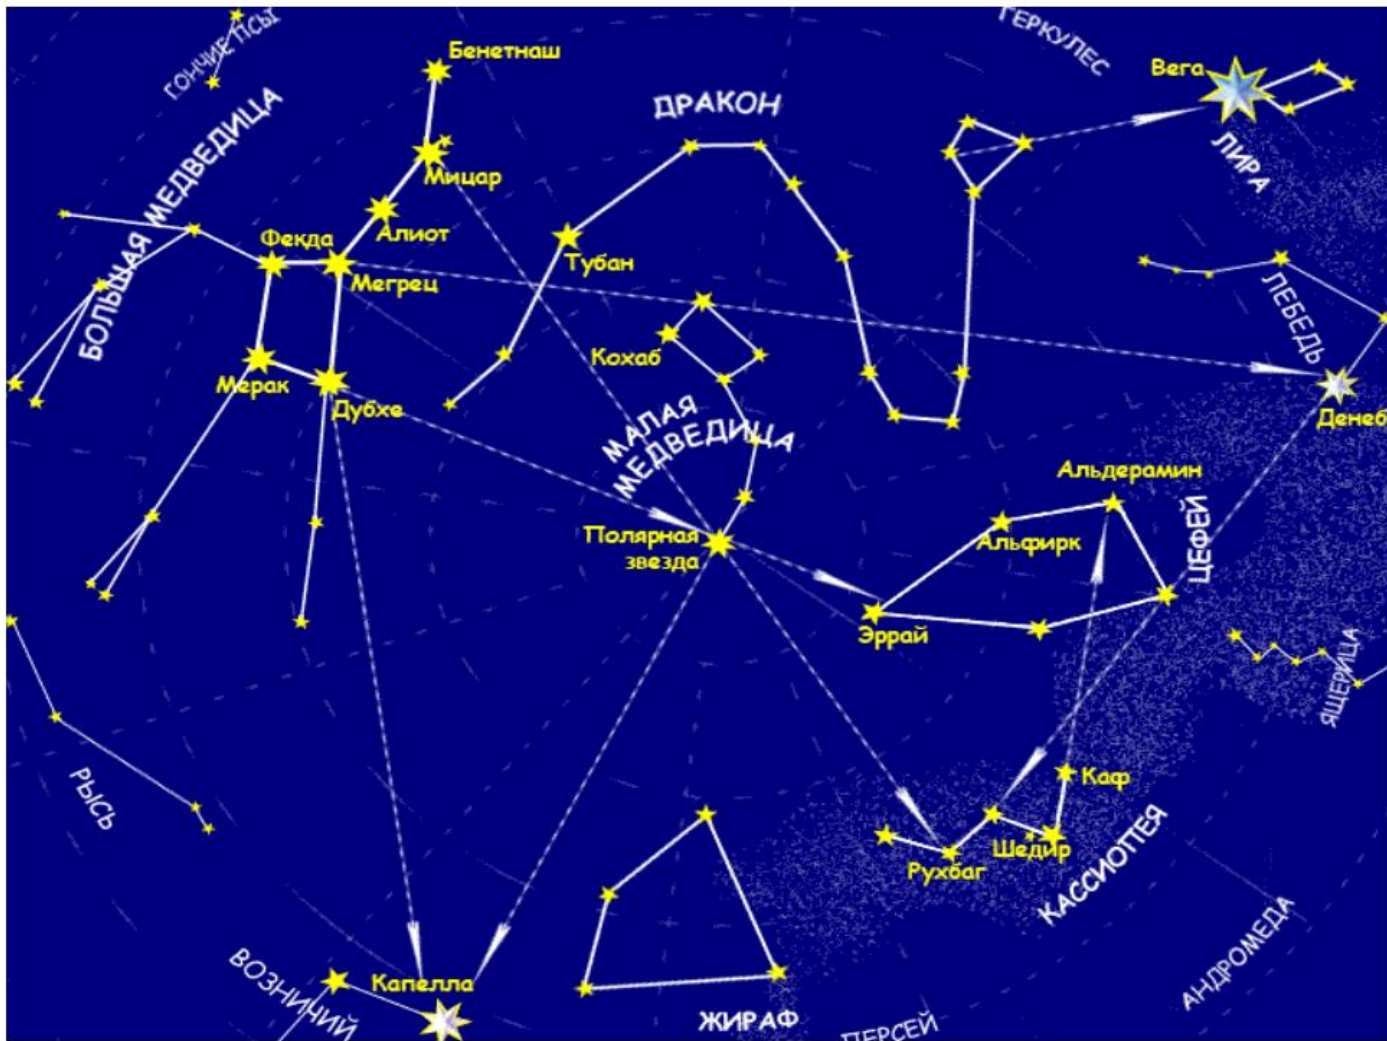 ГОНЧИЕ ПСЫ
Бенетнаш
ГЕРКУЛЕС
Вега
ДРАКОН
ЛИРА
БОЛЬШАЯ МЕДВЕДИЦА
Мицар
Алиот
Фекда
Мегрец
Тубан
ЛЕБЕДЬ
Кохаб
Мерак
Дубхе
Денеб
МАЛАЯ
МЕДВЕДИЦА
Альдерамин
ЦЕФЕЙ
Полярная
звезда
Альфирк
Эррай
ЯЩЕРИЦА
РЫСЬ
Каф
Шедир
Рухбаг
КАССИОПЕЯ
АНДРОМЕДА
ВОЗНИЧИЙ
Капелла
ЖИРАФ
ПЕРСЕЙ